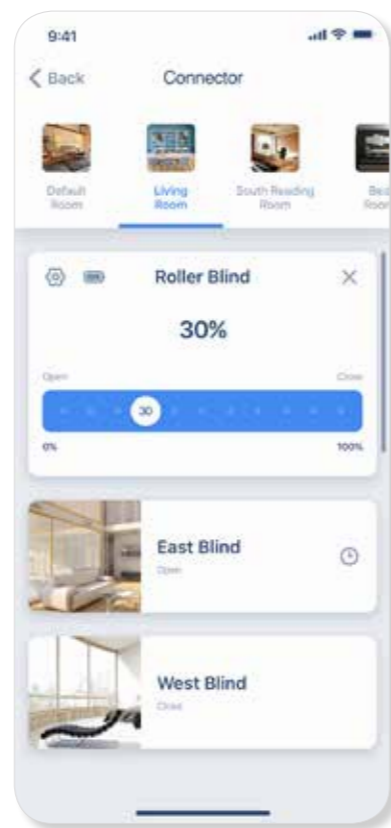 9:41
Back
Connector
Default
Room
Living
Room
South Reading
Room
Roller Blind
30%
Open
Close
30
0%
100%
East Blind
Open
West Blind
Close